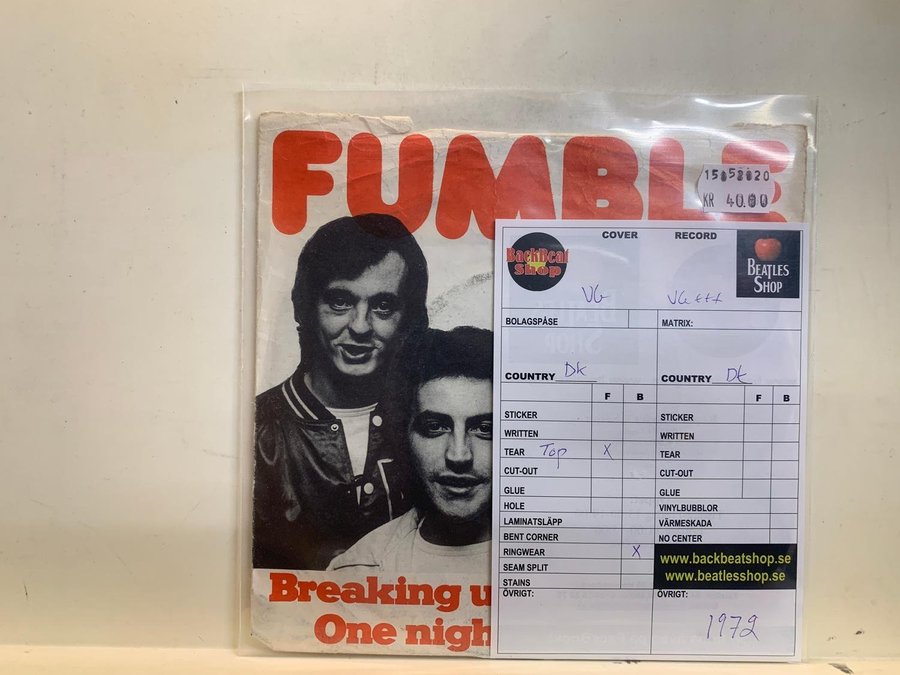 FUMBLE
15052020
KR 40.00
COVER RECORD
BackBeat
Shop
BEATLES
SHOP
VG VG+++
BOLAGSPÅSE MATRIX:
COUNTRY DK COUNTRY DK
F B F B
STICKER STICKER
WRITTEN WRITTEN
TEAR Top X TEAR
CUT-OUT CUT-OUT
GLUE GLUE
HOLE VINYLBUBBLOR
LAMINATSLÄPP VÄRMESKADA
BENT CORNER NO CENTER
RINGWEAR X
SEAM SPLIT
STAINS
www.backbeatshop.se
www.beatlesshop.se
ÖVRIGT: ÖVRIGT:
1972
Breaking u
One nigh